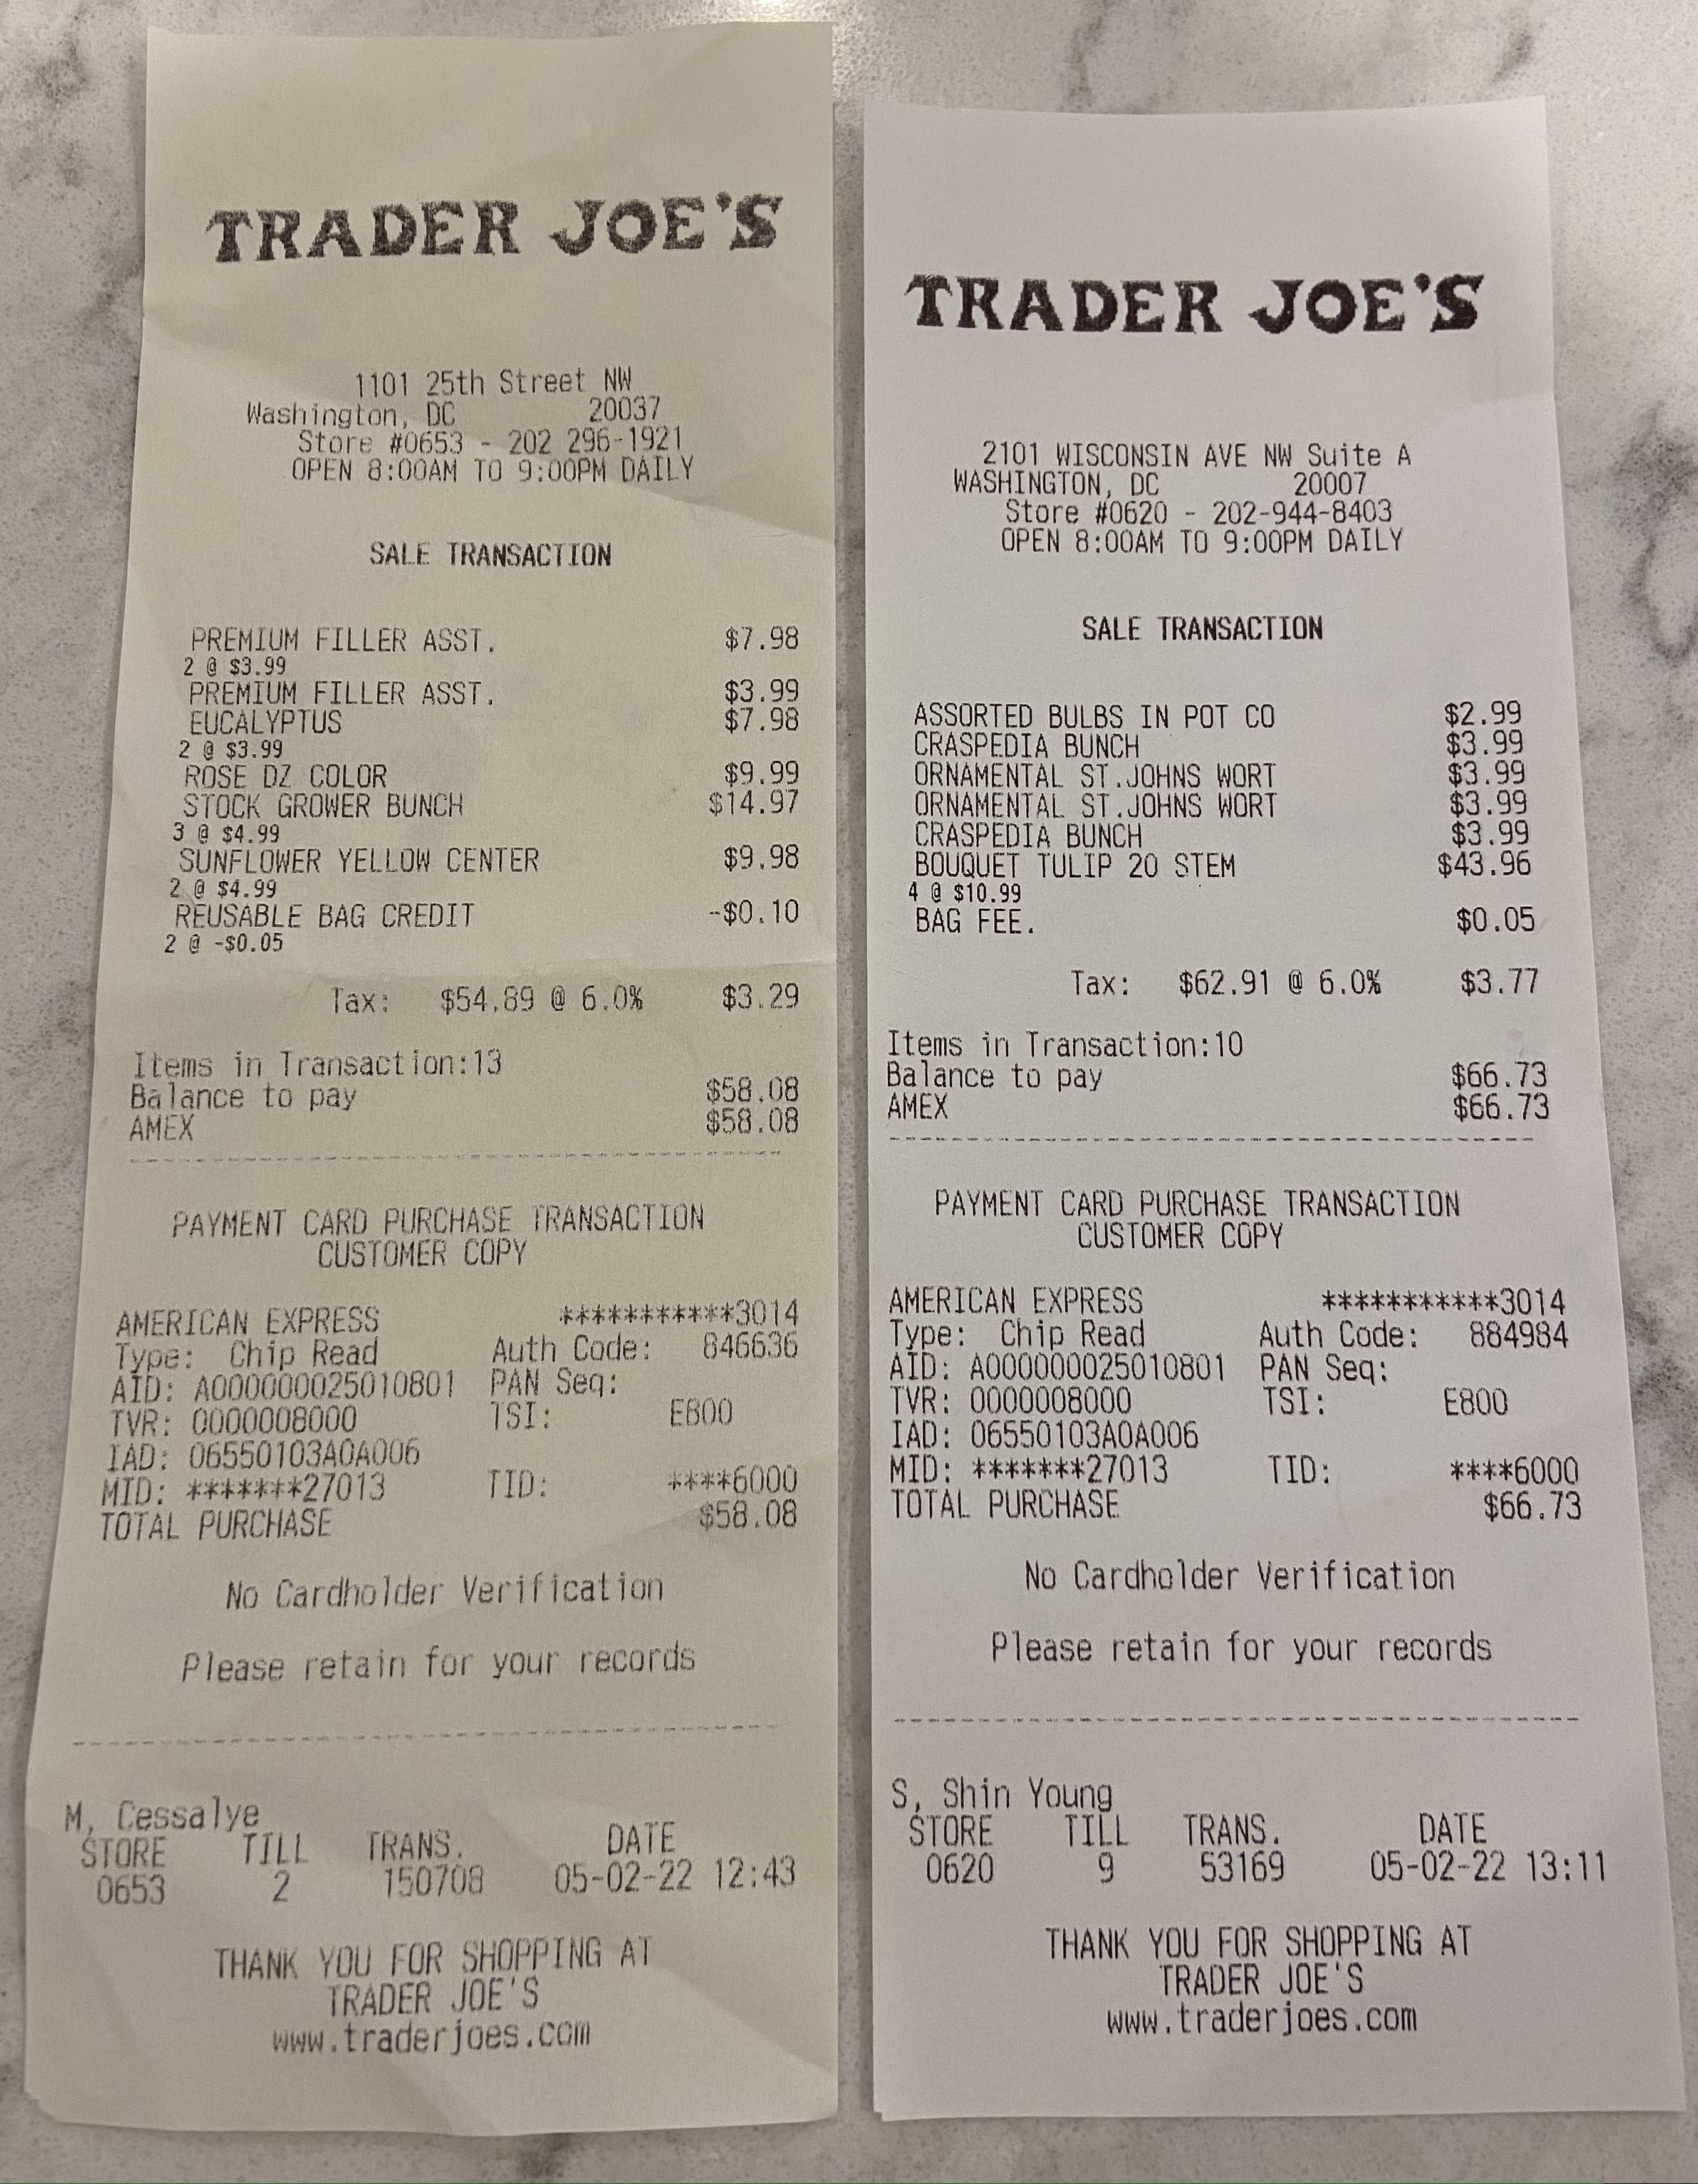 TRADER JOE'S
1101 25th Street NW
Washington, DC 20037
Store #0653 - 202 296-1921
OPEN 8:00AM TO 9:00PM DAILY
SALE TRANSACTION
PREMIUM FILLER ASST. $7.98
2 @ $3.99
PREMIUM FILLER ASST. $3.99
EUCALYPTUS $7.98
2 @ $3.99
ROSE DZ COLOR $9.99
STOCK GROWER BUNCH $14.97
3 @ $4.99
SUNFLOWER YELLOW CENTER $9.98
2 @ $4.99
REUSABLE BAG CREDIT -$0.10
2 @ -$0.05
Tax: $54.89 @ 6.0% $3.29
Items in Transaction:13
Balance to pay $58.08
AMEX $58.08
PAYMENT CARD PURCHASE TRANSACTION
CUSTOMER COPY
AMERICAN EXPRESS ***********3014
Type: Chip Read Auth Code: 846636
AID: A000000025010801 PAN Seq:
TVR: 0000008000 TSI: E800
IAD: 06550103A0A006
MID: *******27013 TID: ****6000
TOTAL PURCHASE $58.08
No Cardholder Verification
Please retain for your records
M, Cessalye
STORE TILL TRANS. DATE
0653 2 150708 05-02-22 12:43
THANK YOU FOR SHOPPING AT
TRADER JOE'S
www.traderjoes.com
TRADER JOE'S
2101 WISCONSIN AVE NW Suite A
WASHINGTON, DC 20007
Store #0620 - 202-944-8403
OPEN 8:00AM TO 9:00PM DAILY
SALE TRANSACTION
ASSORTED BULBS IN POT CO $2.99
CRASPEDIA BUNCH $3.99
ORNAMENTAL ST.JOHNS WORT $3.99
ORNAMENTAL ST.JOHNS WORT $3.99
CRASPEDIA BUNCH $3.99
BOUQUET TULIP 20 STEM $43.96
4 @ $10.99
BAG FEE. $0.05
Tax: $62.91 @ 6.0% $3.77
Items in Transaction:10
Balance to pay $66.73
AMEX $66.73
PAYMENT CARD PURCHASE TRANSACTION
CUSTOMER COPY
AMERICAN EXPRESS ***********3014
Type: Chip Read Auth Code: 884984
AID: A000000025010801 PAN Seq:
TVR: 0000008000 TSI: E800
IAD: 06550103A0A006
MID: *******27013 TID: ****6000
TOTAL PURCHASE $66.73
No Cardholder Verification
Please retain for your records
S, Shin Young
STORE TILL TRANS. DATE
0620 9 53169 05-02-22 13:11
THANK YOU FOR SHOPPING AT
TRADER JOE'S
www.traderjoes.com